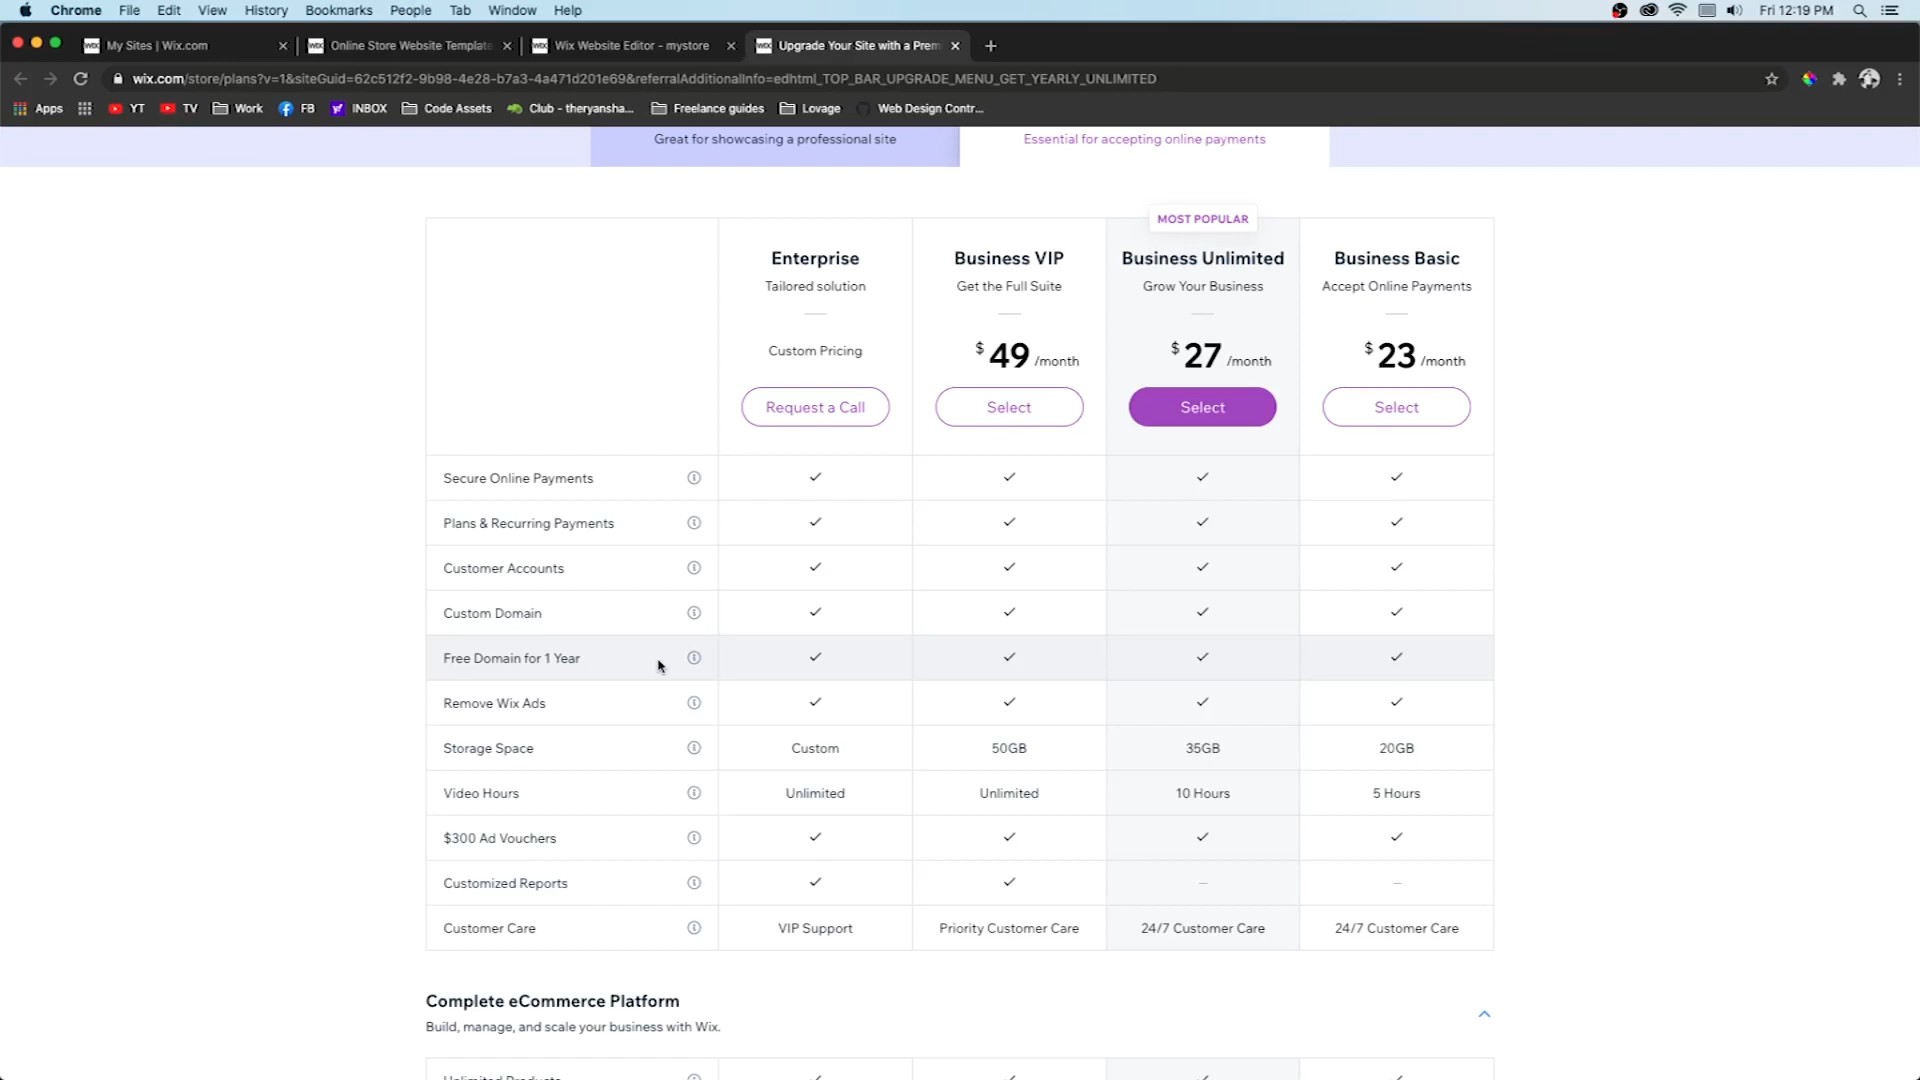 Chrome File Edit View History Bookmarks People Tab Window Help Fri 12:19 PM
WIX My Sites | Wix.com WIX Online Store Website Template WIX Wix Website Editor - mystore WIX Upgrade Your Site with a Prem
wix.com/store/plans?v=1&siteGuid=62c512f2-9b98-4e28-b7a3-4a471d201e69&referralAdditionalInfo=edhtml_TOP_BAR_UPGRADE_MENU_GET_YEARLY_UNLIMITED
Apps YT TV Work FB INBOX Code Assets Club - theryansha... Freelance guides Lovage Web Design Contr...
Great for showcasing a professional site Essential for accepting online payments
MOST POPULAR
Enterprise Business VIP Business Unlimited Business Basic
Tailored solution Get the Full Suite Grow Your Business Accept Online Payments
Custom Pricing $ 49 /month $ 27 /month $ 23 /month
Request a Call Select Select Select
Secure Online Payments
Plans & Recurring Payments
Customer Accounts
Custom Domain
Free Domain for 1 Year
Remove Wix Ads
Storage Space Custom 50GB 35GB 20GB
Video Hours Unlimited Unlimited 10 Hours 5 Hours
$300 Ad Vouchers
Customized Reports
Customer Care VIP Support Priority Customer Care 24/7 Customer Care 24/7 Customer Care
Complete eCommerce Platform
Build, manage, and scale your business with Wix.
Unlimited Products